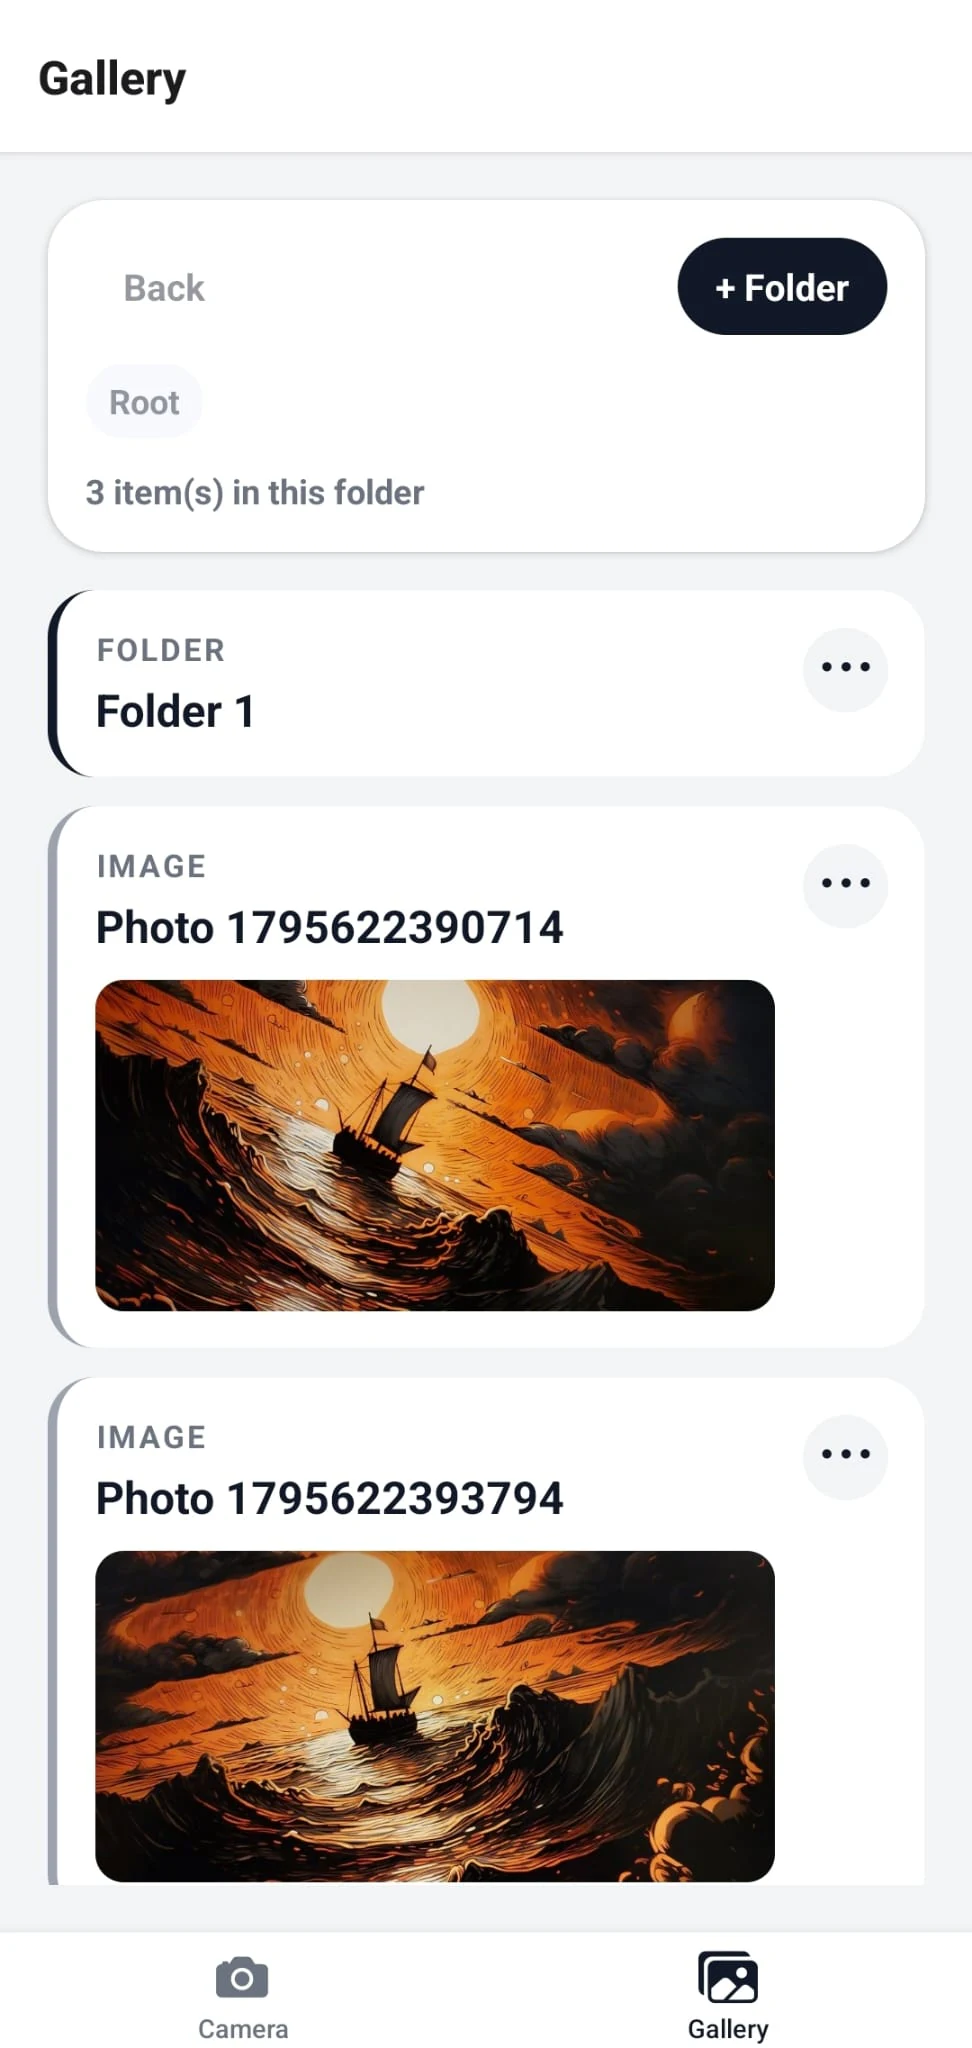 Gallery
Back
+ Folder
Root
3 item(s) in this folder
FOLDER
Folder 1
IMAGE
Photo 1795622390714
IMAGE
Photo 1795622393794
Camera
Gallery